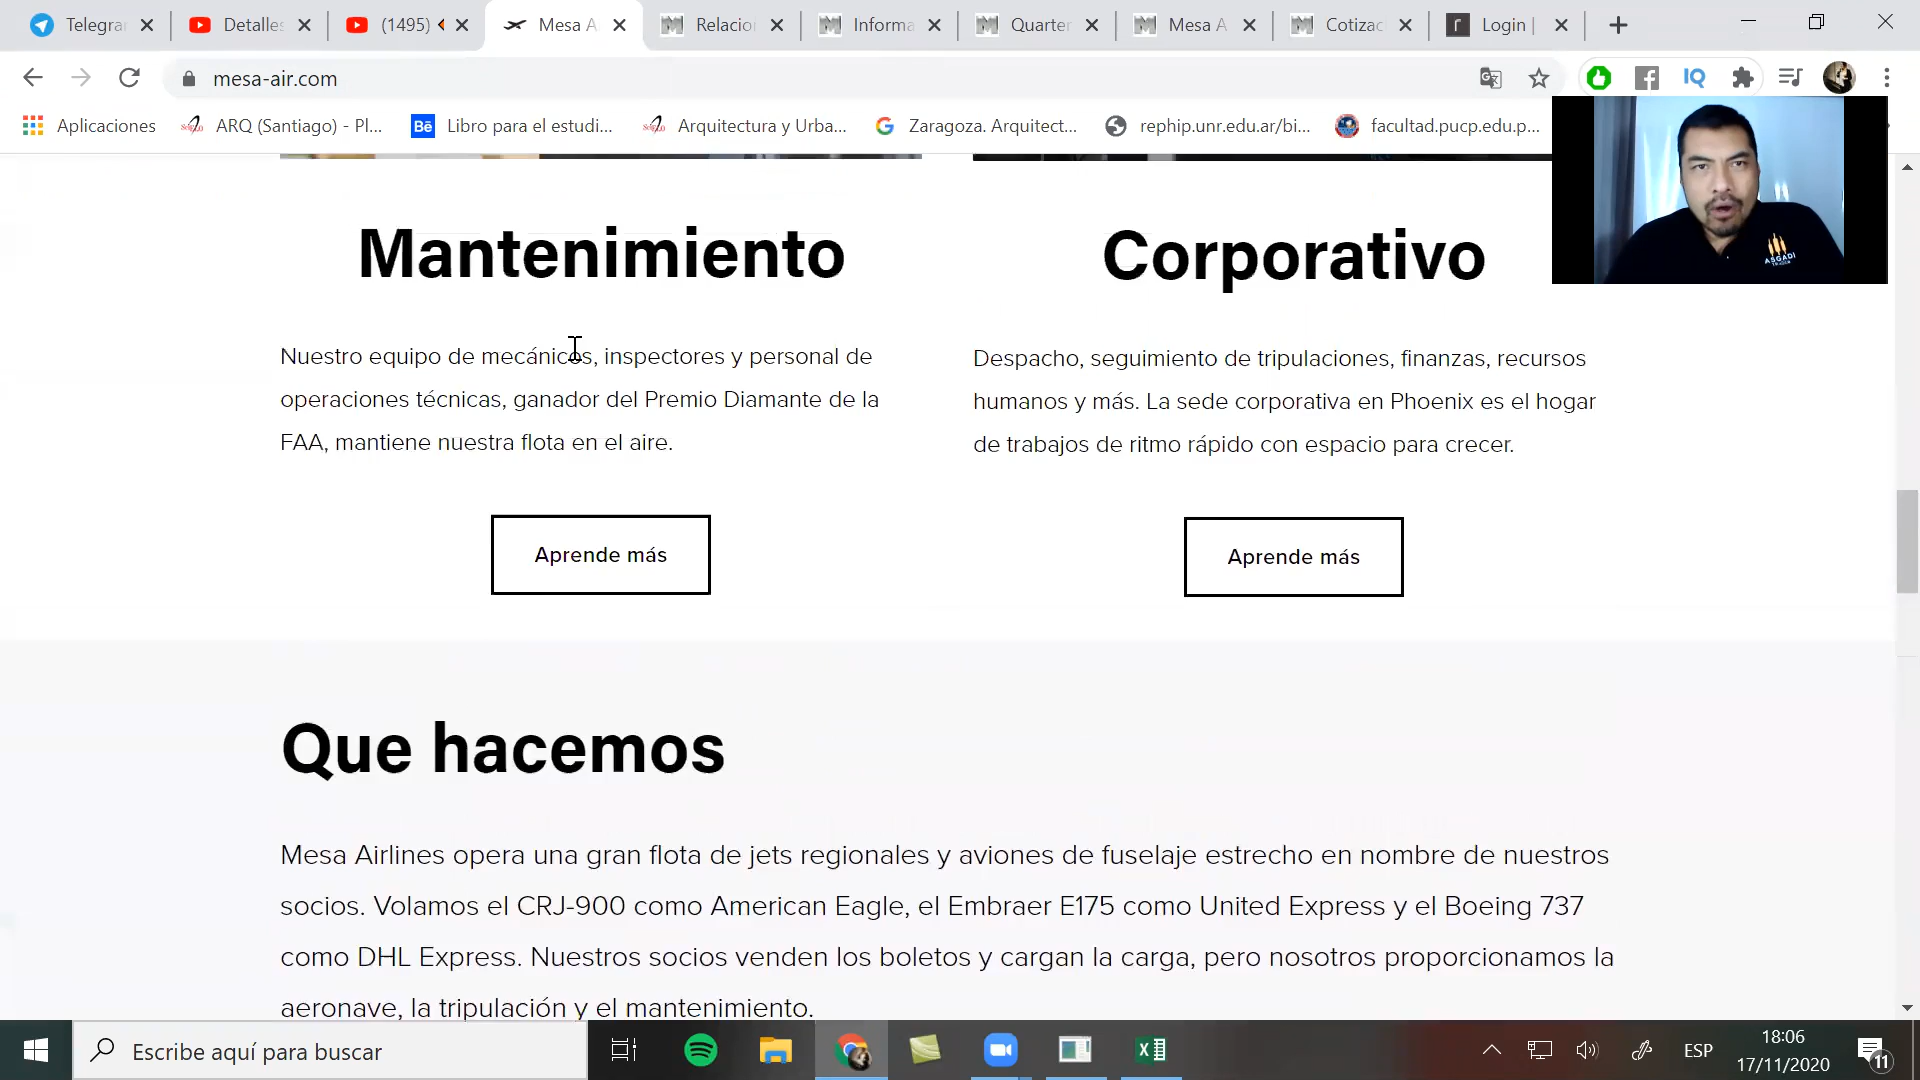 Telegrar
Detalles
(1495)
Mesa A
Relacio
Informa
Quarter
Mesa A
Cotizac
Login |
mesa-air.com
Aplicaciones
ARQ (Santiago) - Pl...
Bē Libro para el estudi...
Arquitectura y Urba...
Zaragoza. Arquitect...
rephip.unr.edu.ar/bi...
facultad.pucp.edu.p...
IQ
ASGADI
Mantenimiento
Nuestro equipo de mecánicos, inspectores y personal de
operaciones técnicas, ganador del Premio Diamante de la
FAA, mantiene nuestra flota en el aire.
Aprende más
Corporativo
Despacho, seguimiento de tripulaciones, finanzas, recursos
humanos y más. La sede corporativa en Phoenix es el hogar
de trabajos de ritmo rápido con espacio para crecer.
Aprende más
Que hacemos
Mesa Airlines opera una gran flota de jets regionales y aviones de fuselaje estrecho en nombre de nuestros
socios. Volamos el CRJ-900 como American Eagle, el Embraer E175 como United Express y el Boeing 737
como DHL Express. Nuestros socios venden los boletos y cargan la carga, pero nosotros proporcionamos la
aeronave, la tripulación y el mantenimiento.
Escribe aquí para buscar
ESP
18:06
17/11/2020
11